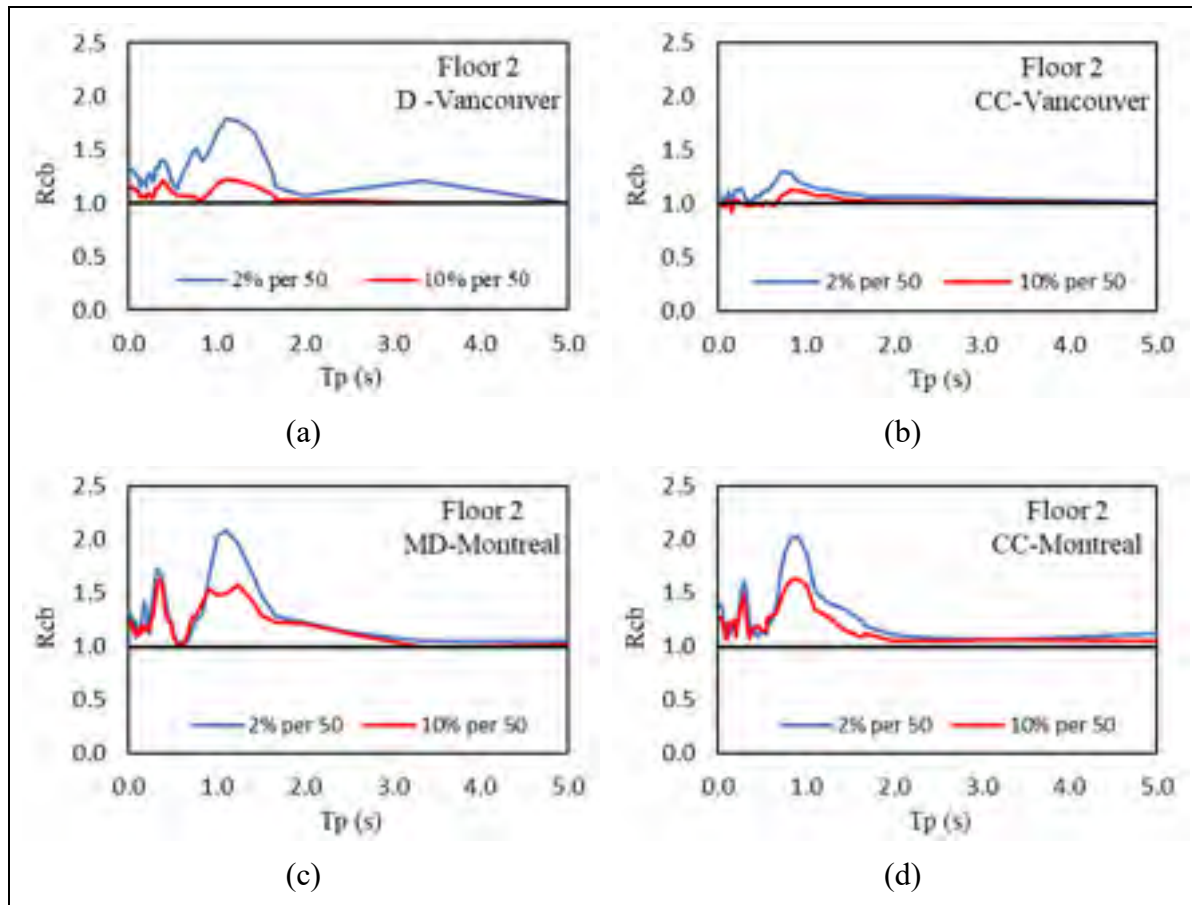 2.5
2.0
1.5
1.0
0.5
0.0
Rcb
Floor 2
D -Vancouver
2% per 50 10% per 50
0.0 1.0 2.0 3.0 4.0 5.0
Tp (s)
(a)
2.5
2.0
1.5
1.0
0.5
0.0
Rcb
Floor 2
CC-Vancouver
2% per 50 10% per 50
0.0 1.0 2.0 3.0 4.0 5.0
Tp (s)
(b)
2.5
2.0
1.5
1.0
0.5
0.0
Rcb
Floor 2
MD-Montreal
2% per 50 10% per 50
0.0 1.0 2.0 3.0 4.0 5.0
Tp (s)
(c)
2.5
2.0
1.5
1.0
0.5
0.0
Rcb
Floor 2
CC-Montreal
2% per 50 10% per 50
0.0 1.0 2.0 3.0 4.0 5.0
Tp (s)
(d)